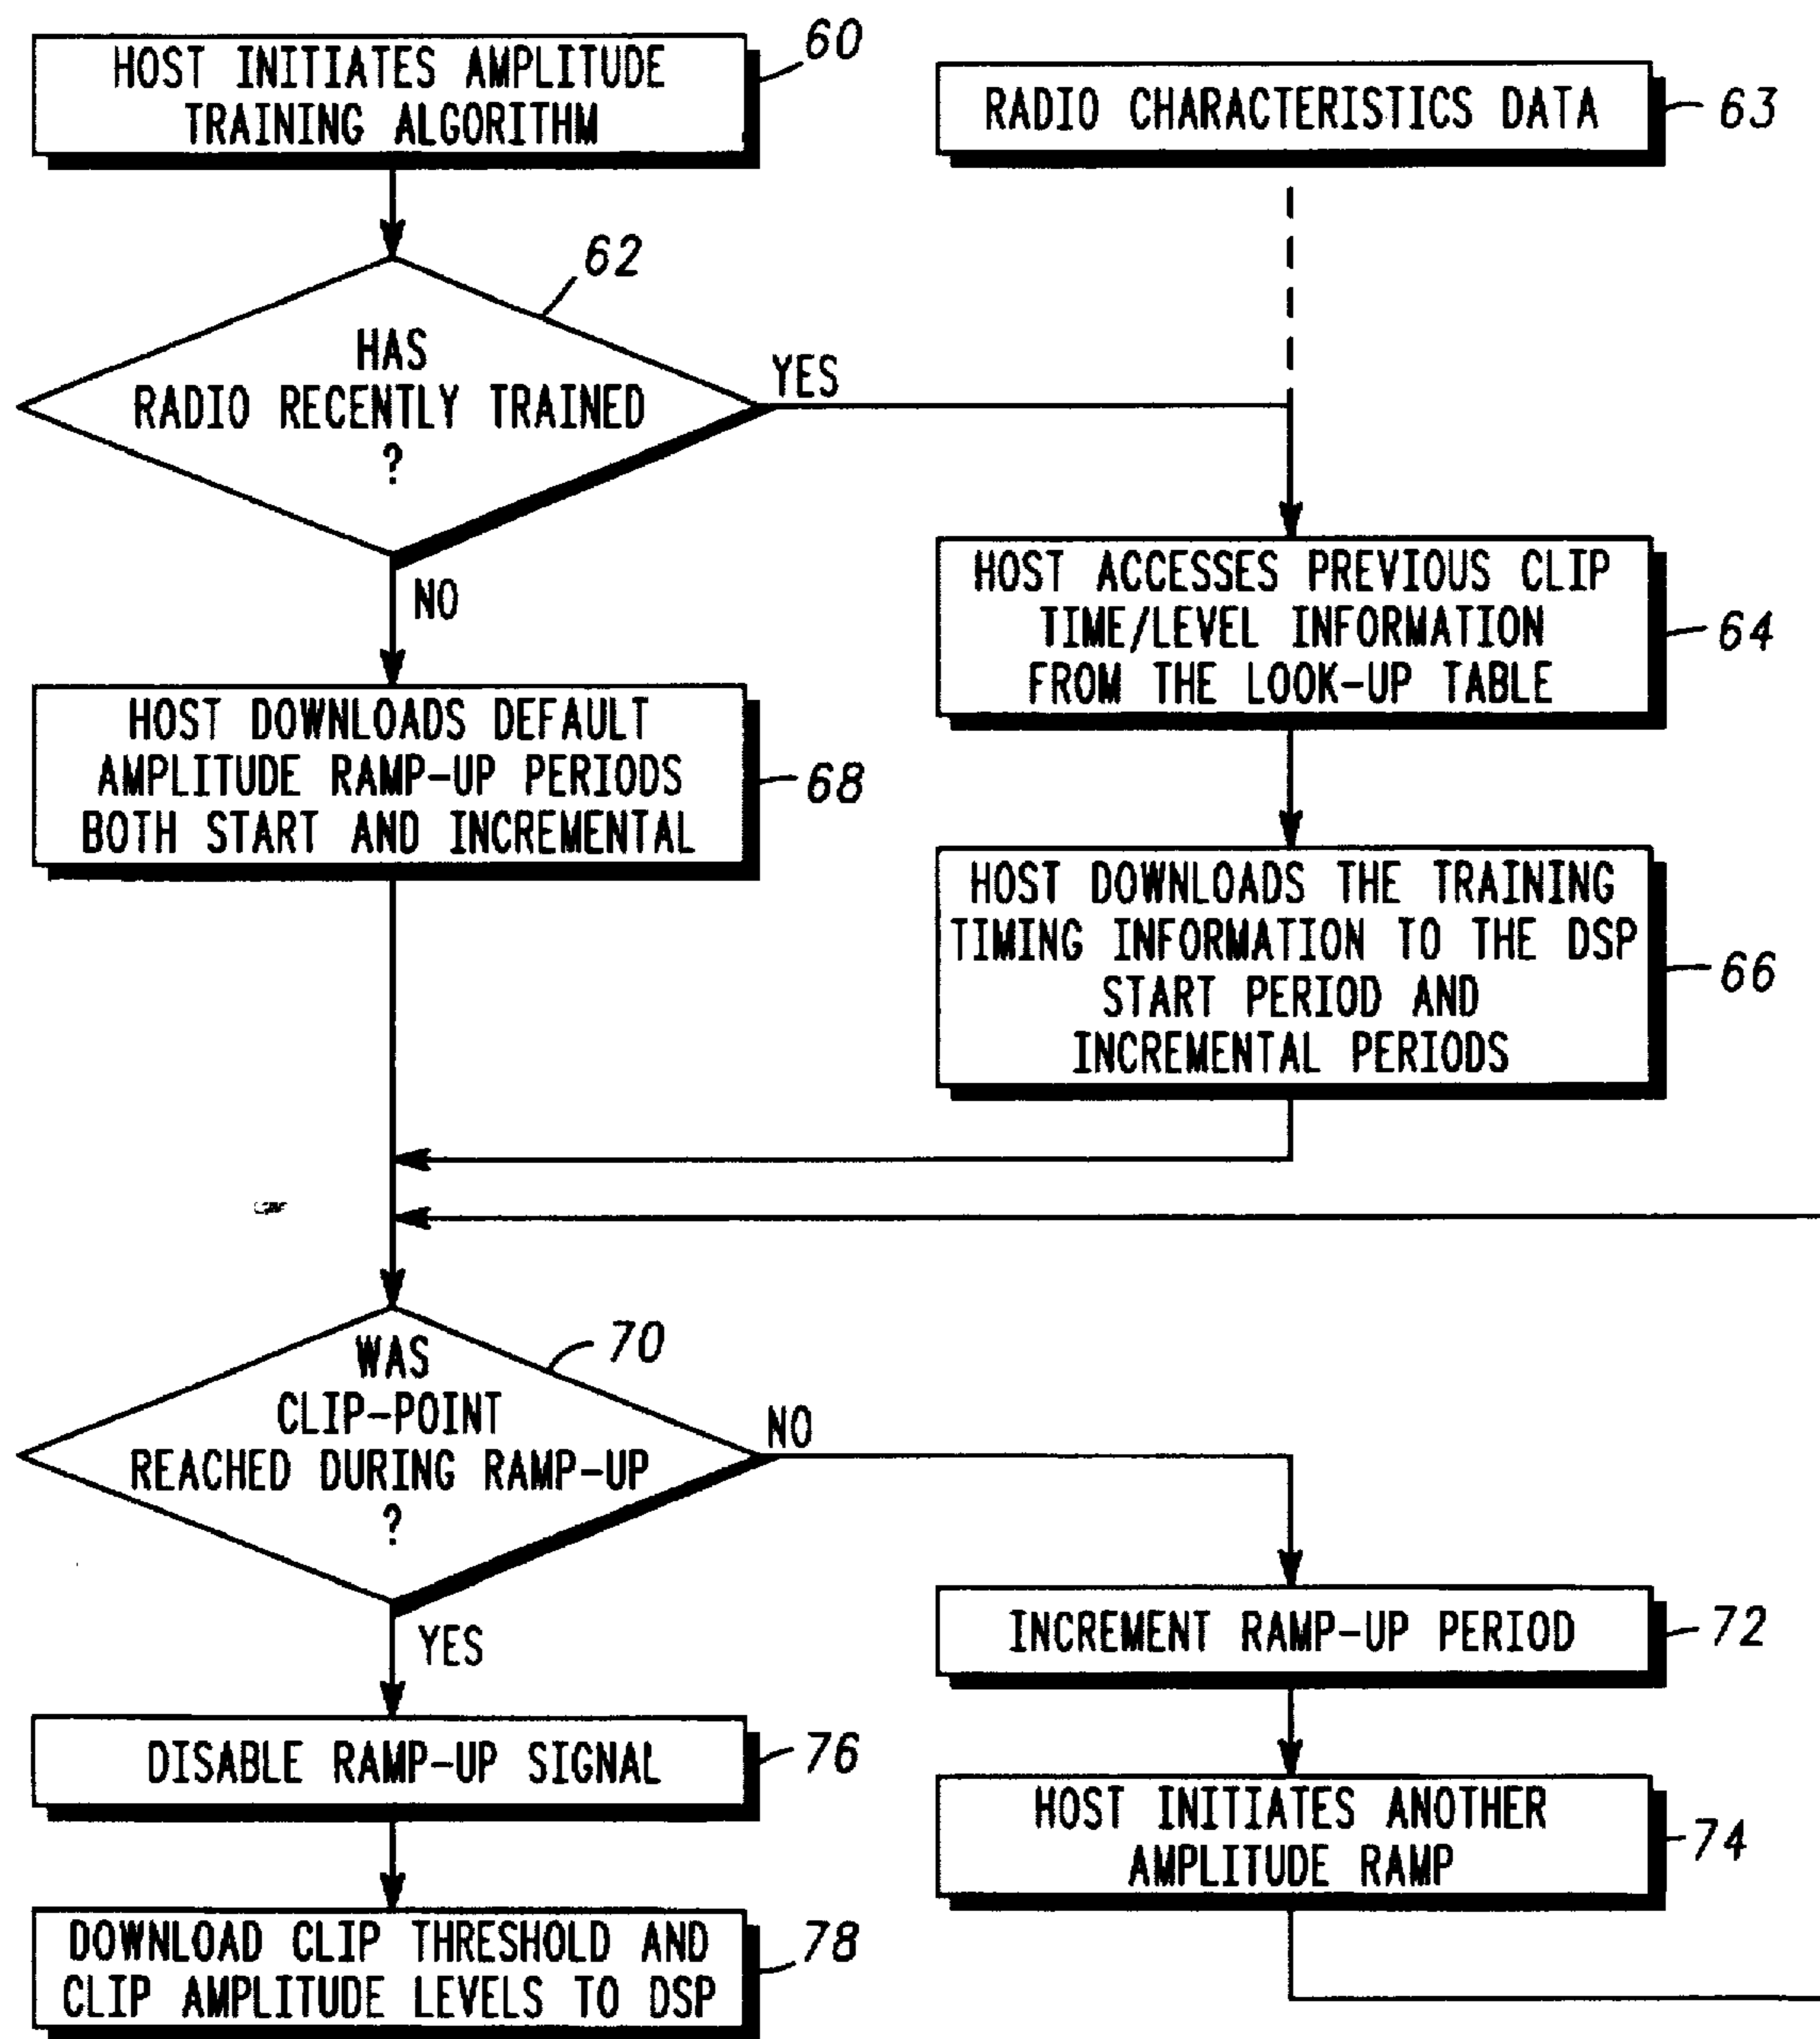 HOST INITIATES AMPLITUDE
TRAINING ALGORITHM
60
RADIO CHARACTERISTICS DATA
63
HAS
RADIO RECENTLY TRAINED
?
62
YES
NO
HOST ACCESSES PREVIOUS CLIP
TIME/LEVEL INFORMATION
FROM THE LOOK-UP TABLE
64
HOST DOWNLOADS DEFAULT
AMPLITUDE RAMP-UP PERIODS
BOTH START AND INCREMENTAL
68
HOST DOWNLOADS THE TRAINING
TIMING INFORMATION TO THE DSP
START PERIOD AND
INCREMENTAL PERIODS
66
WAS
CLIP-POINT
REACHED DURING RAMP-UP
?
70
NO
YES
INCREMENT RAMP-UP PERIOD
72
DISABLE RAMP-UP SIGNAL
76
HOST INITIATES ANOTHER
AMPLITUDE RAMP
74
DOWNLOAD CLIP THRESHOLD AND
CLIP AMPLITUDE LEVELS TO DSP
78